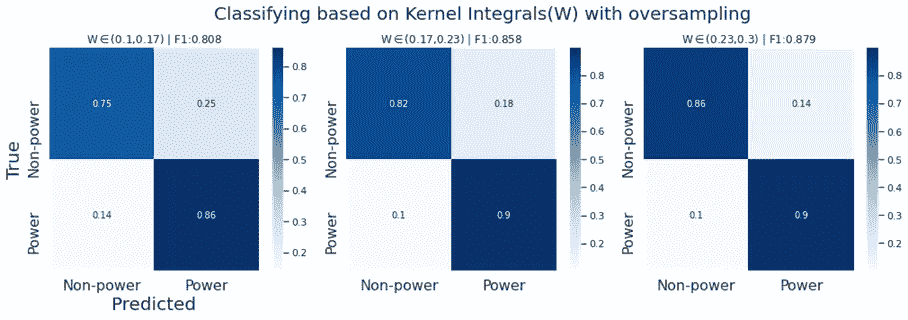 Classifying based on Kernel Integrals(W) with oversampling
W∈(0.1,0.17) | F1:0.808
W∈(0.17,0.23) | F1:0.858
W∈(0.23,0.3) | F1:0.879
True
Non-power
0.75 0.25
Power
0.14 0.86
Non-power Power
Predicted
0.8
0.7
0.6
0.5
0.4
0.3
0.2
Non-power
0.82 0.18
Power
0.1 0.9
Non-power Power
0.8
0.7
0.6
0.5
0.4
0.3
0.2
Non-power
0.86 0.14
Power
0.1 0.9
Non-power Power
0.8
0.7
0.6
0.5
0.4
0.3
0.2